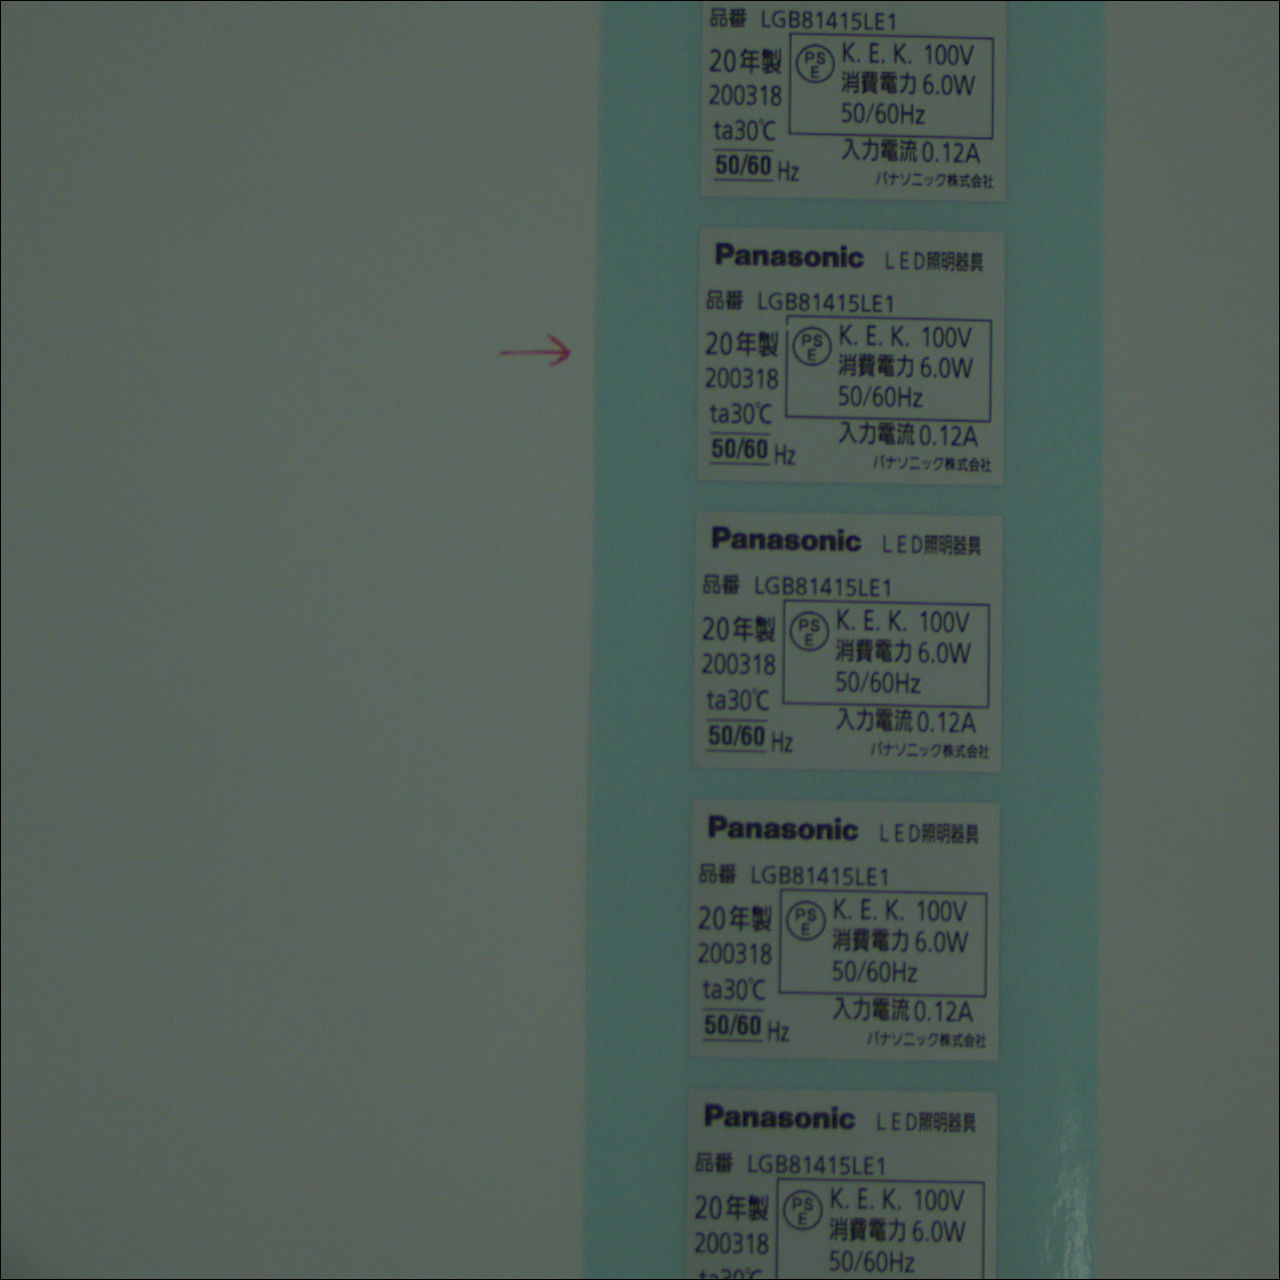 品番 LGB81415LE1
20年製 PSE K. E. K. 100V
200318 消費電力 6.0W
50/60Hz
ta30℃
入力電流 0.12A
50/60 Hz パナソニック株式会社
Panasonic LED照明器具
品番 LGB81415LE1
20年製 PSE K. E. K. 100V
200318 消費電力 6.0W
50/60Hz
ta30℃
入力電流 0.12A
50/60 Hz パナソニック株式会社
Panasonic LED照明器具
品番 LGB81415LE1
20年製 PSE K. E. K. 100V
200318 消費電力 6.0W
50/60Hz
ta30℃
入力電流 0.12A
50/60 Hz パナソニック株式会社
Panasonic LED照明器具
品番 LGB81415LE1
20年製 PSE K. E. K. 100V
200318 消費電力 6.0W
50/60Hz
ta30℃
入力電流 0.12A
50/60 Hz パナソニック株式会社
Panasonic LED照明器具
品番 LGB81415LE1
20年製 PSE K. E. K. 100V
200318 消費電力 6.0W
50/60Hz
ta30℃